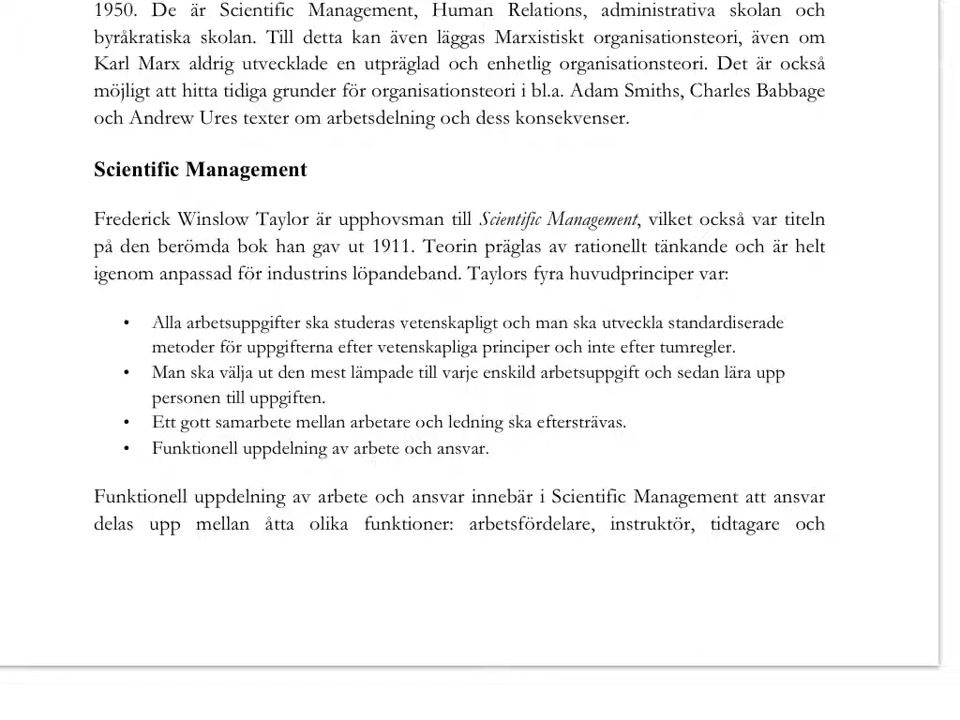 1950. De är Scientific Management, Human Relations, administrativa skolan och
byråkratiska skolan. Till detta kan även läggas Marxistiskt organisationsteori, även om
Karl Marx aldrig utvecklade en utpräglad och enhetlig organisationsteori. Det är också
möjligt att hitta tidiga grunder för organisationsteori i bl.a. Adam Smiths, Charles Babbage
och Andrew Ures texter om arbetsdelning och dess konsekvenser.
Scientific Management
Frederick Winslow Taylor är upphovsman till Scientific Management, vilket också var titeln
på den berömda bok han gav ut 1911. Teorin präglas av rationellt tänkande och är helt
igenom anpassad för industrins löpandeband. Taylors fyra huvudprinciper var:
• Alla arbetsuppgifter ska studeras vetenskapligt och man ska utveckla standardiserade
metoder för uppgifterna efter vetenskapliga principer och inte efter tumregler.
• Man ska välja ut den mest lämpade till varje enskild arbetsuppgift och sedan lära upp
personen till uppgiften.
• Ett gott samarbete mellan arbetare och ledning ska eftersträvas.
• Funktionell uppdelning av arbete och ansvar.
Funktionell uppdelning av arbete och ansvar innebär i Scientific Management att ansvar
delas upp mellan åtta olika funktioner: arbetsfördelare, instruktör, tidtagare och